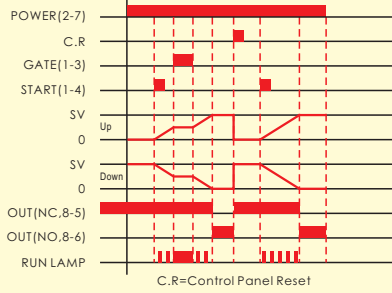 POWER(2-7)
C.R
GATE(1-3)
START(1-4)
SV
Up
0
SV
Down
0
OUT(NC,8-5)
OUT(NO,8-6)
RUN LAMP
C.R=Control Panel Reset